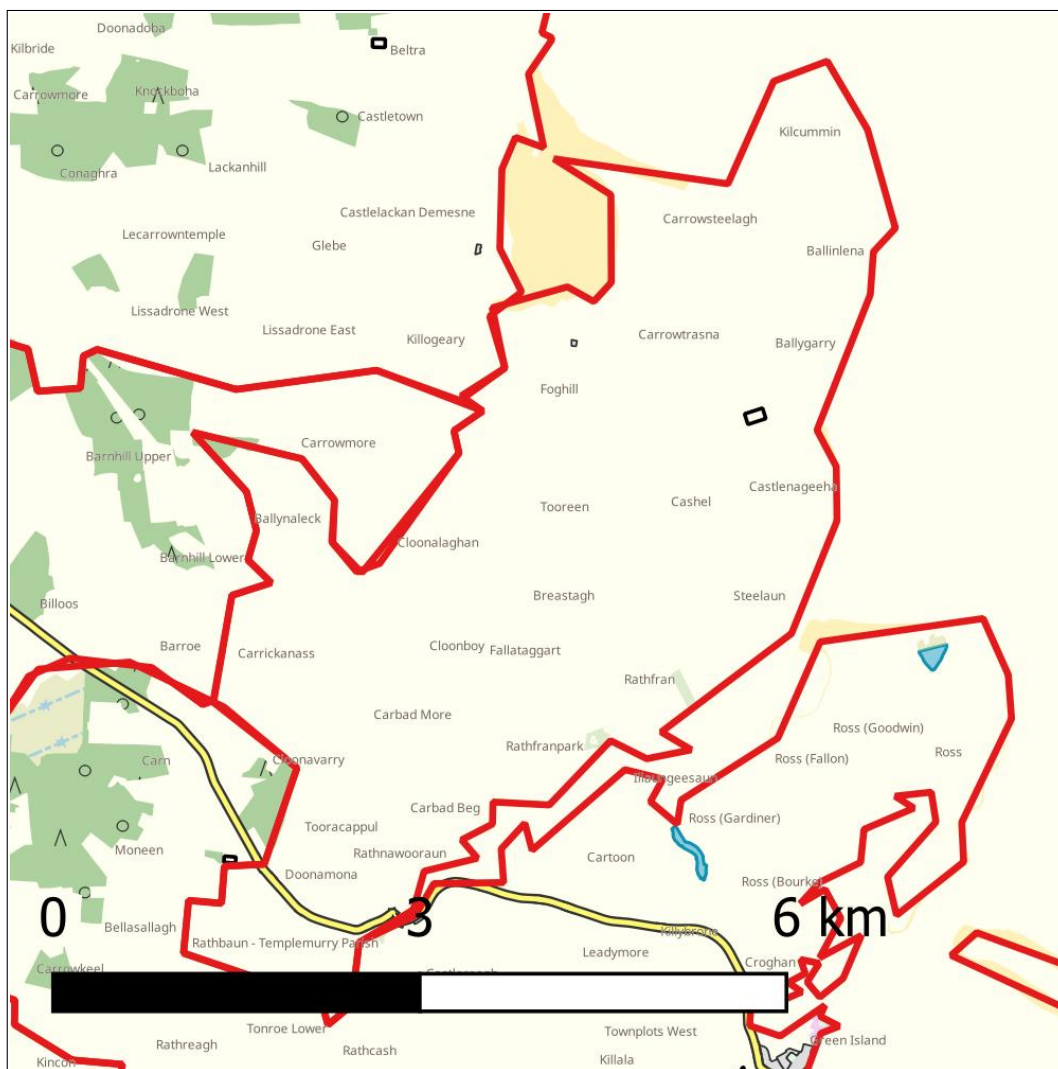 Doonadoba
Kilbride
Beltra
Carrowmore
Knockboha
Castletown
Kilcummin
Lackanhill
Conaghra
Castlelackan Demesne
Carrowsteelagh
Lecarrowntemple
Glebe
Ballinlena
Lissadrone West
Lissadrone East
Killogeary
Carrowtrasna
Ballygarry
Foghill
Carrowmore
Barnhill Upper
Castlenageeha
Cashel
Tooreen
Ballynaleck
Cloonalaghan
Barnhill Lower
Billoos
Breastagh
Steelaun
Barroe
Cloonboy
Fallataggart
Carrickanass
Rathfran
Carbad More
Ross (Goodwin)
Rathfranpark
Ross
Carn
Cloonavarry
Ross (Fallon)
Illaungeesaun
Carbad Beg
Ross (Gardiner)
Tooracappul
Moneen
Rathnawooraun
Cartoon
Doonamona
Ross (Bourke)
0 3 6 km
Bellasallagh
Killybrone
Rathbaun - Templemurry Parish
Leadymore
Croghan
Carrowkeel
Tonroe Lower
Townplots West
Green Island
Rathreagh
Rathcash
Killala
Kincon